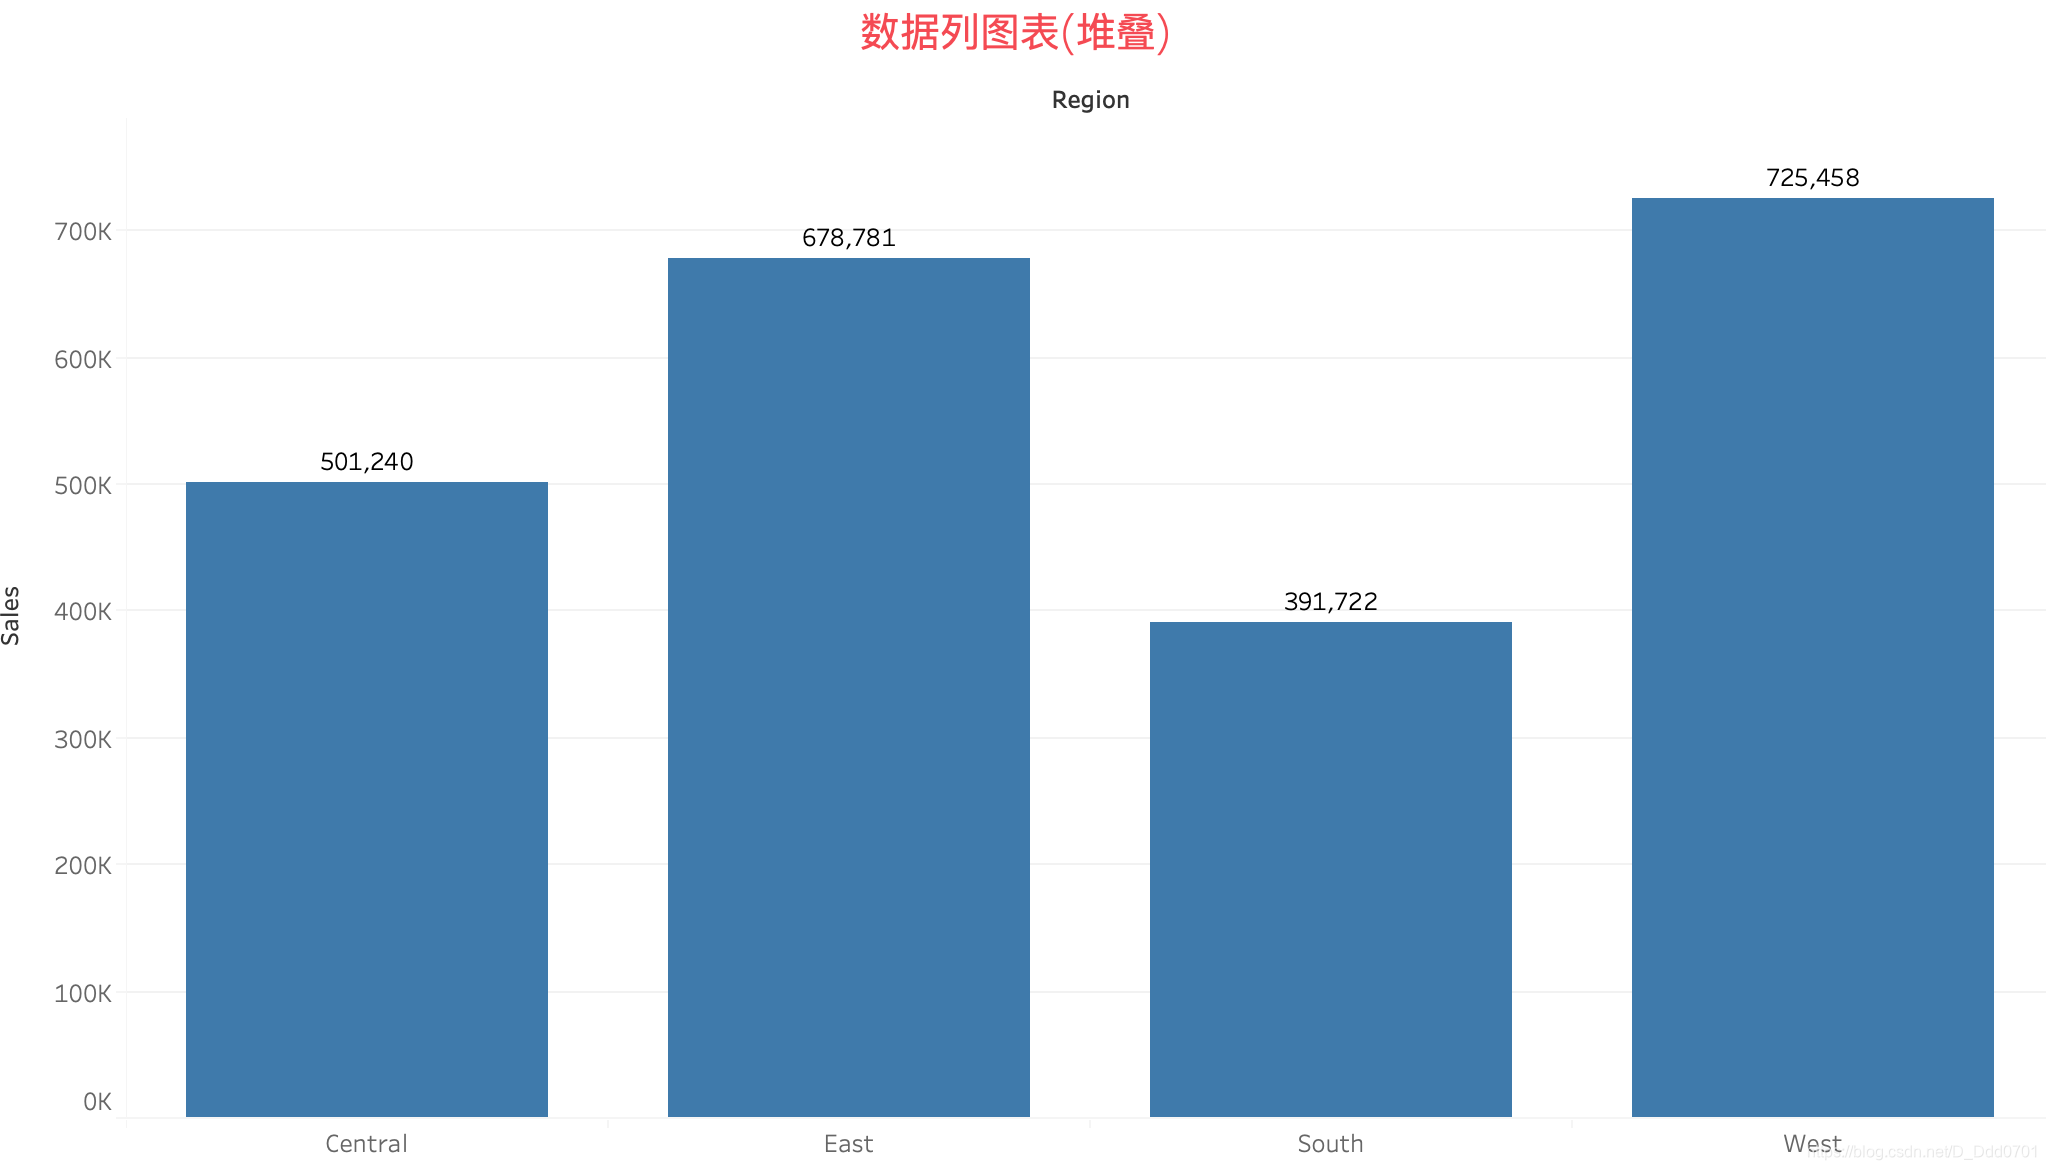 数据列图表(堆叠)
Region
725,458
700K
678,781
600K
501,240
500K
Sales
400K
391,722
300K
200K
100K
0K
Central East South West
https://blog.csdn.net/D_Ddd0701